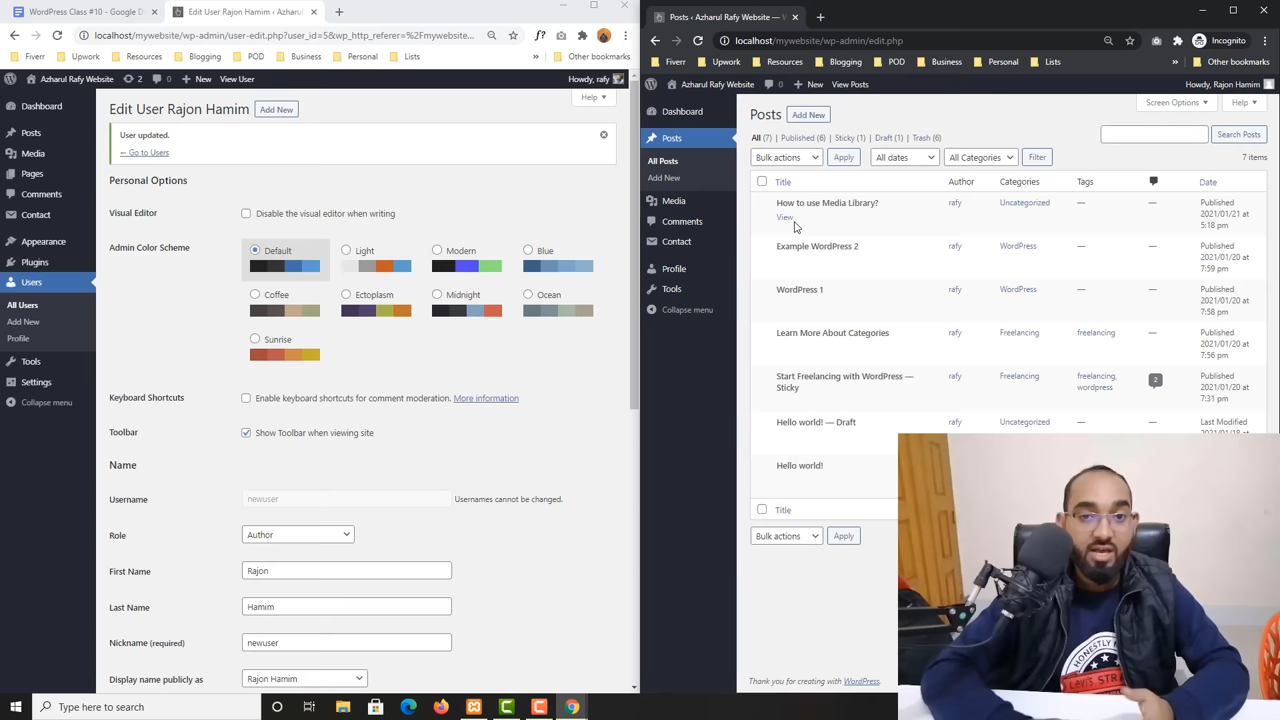 WordPress Class #10 - Google Do
Edit User Rajon Hamim ‹ Azharul
localhost/mywebsite/wp-admin/user-edit.php?user_id=5&wp_http_referer=%2Fmywebsite...
Fiverr Upwork Resources Blogging POD Business Personal Lists Other bookmarks
Azharul Rafy Website 2 0 New View User Howdy, rafy
Dashboard
Posts
Media
Pages
Comments
Contact
Appearance
Plugins
Users
All Users
Add New
Profile
Tools
Settings
Collapse menu
Help
Edit User Rajon Hamim Add New
User updated.
← Go to Users
Personal Options
Visual Editor Disable the visual editor when writing
Admin Color Scheme
Default Light Modern Blue
Coffee Ectoplasm Midnight Ocean
Sunrise
Keyboard Shortcuts Enable keyboard shortcuts for comment moderation. More information
Toolbar Show Toolbar when viewing site
Name
Username newuser Usernames cannot be changed.
Role Author
First Name Rajon
Last Name Hamim
Nickname (required) newuser
Display name publicly as Rajon Hamim
Posts ‹ Azharul Rafy Website — W
localhost/mywebsite/wp-admin/edit.php Incognito
Fiverr Upwork Resources Blogging POD Business Personal Other bookmarks
Azharul Rafy Website 0 New Howdy, Rajon Hamim
Dashboard
Posts
All Posts
Add New
Media
Comments
Contact
Profile
Tools
Collapse menu
Screen Options Help
Posts Add New
All (7) | Published (6) | Sticky (1) | Draft (1) | Trash (6)
Search Posts
Bulk actions Apply All dates All Categories Filter 7 items
Title Author Categories Tags Date
How to use Media Library? rafy Uncategorized — — Published 2021/01/21 at 5:18 pm
View
Example WordPress 2 rafy WordPress — — Published 2021/01/20 at 7:59 pm
WordPress 1 rafy WordPress — — Published 2021/01/20 at 7:58 pm
Learn More About Categories rafy Freelancing freelancing — Published 2021/01/20 at 7:56 pm
Start Freelancing with WordPress — Sticky rafy Freelancing freelancing, wordpress 2 Published 2021/01/20 at 7:31 pm
Hello world! — Draft rafy Uncategorized — — Last Modified
Hello world!
Title
Bulk actions Apply
Thank you for creating with WordPress.
HONESTLY
LEVI'S STRA
Type here to search